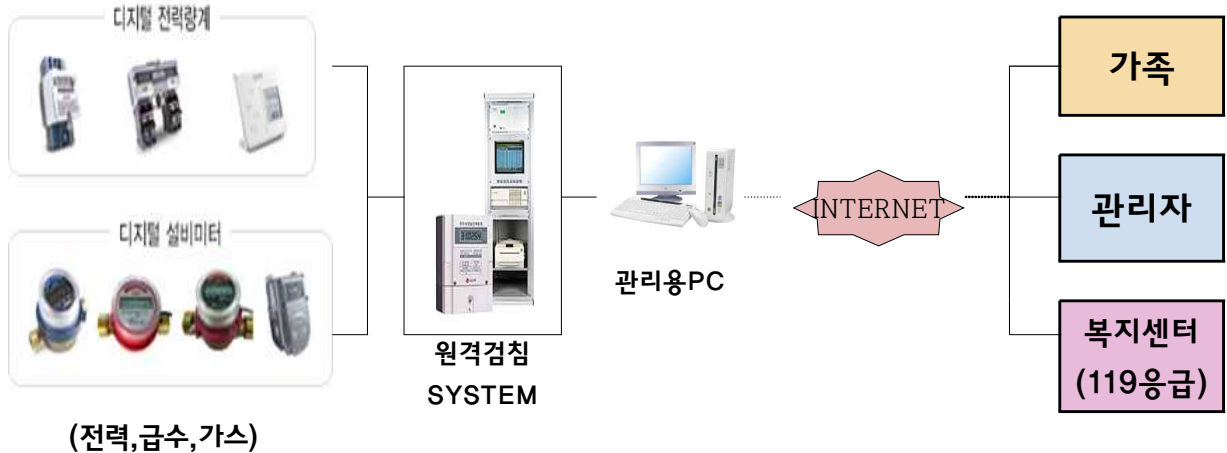 디지털 전력량계
디지털 설비미터
(전력,급수,가스)
원격검침
SYSTEM
관리용PC
INTERNET
가족
관리자
복지센터
(119응급)